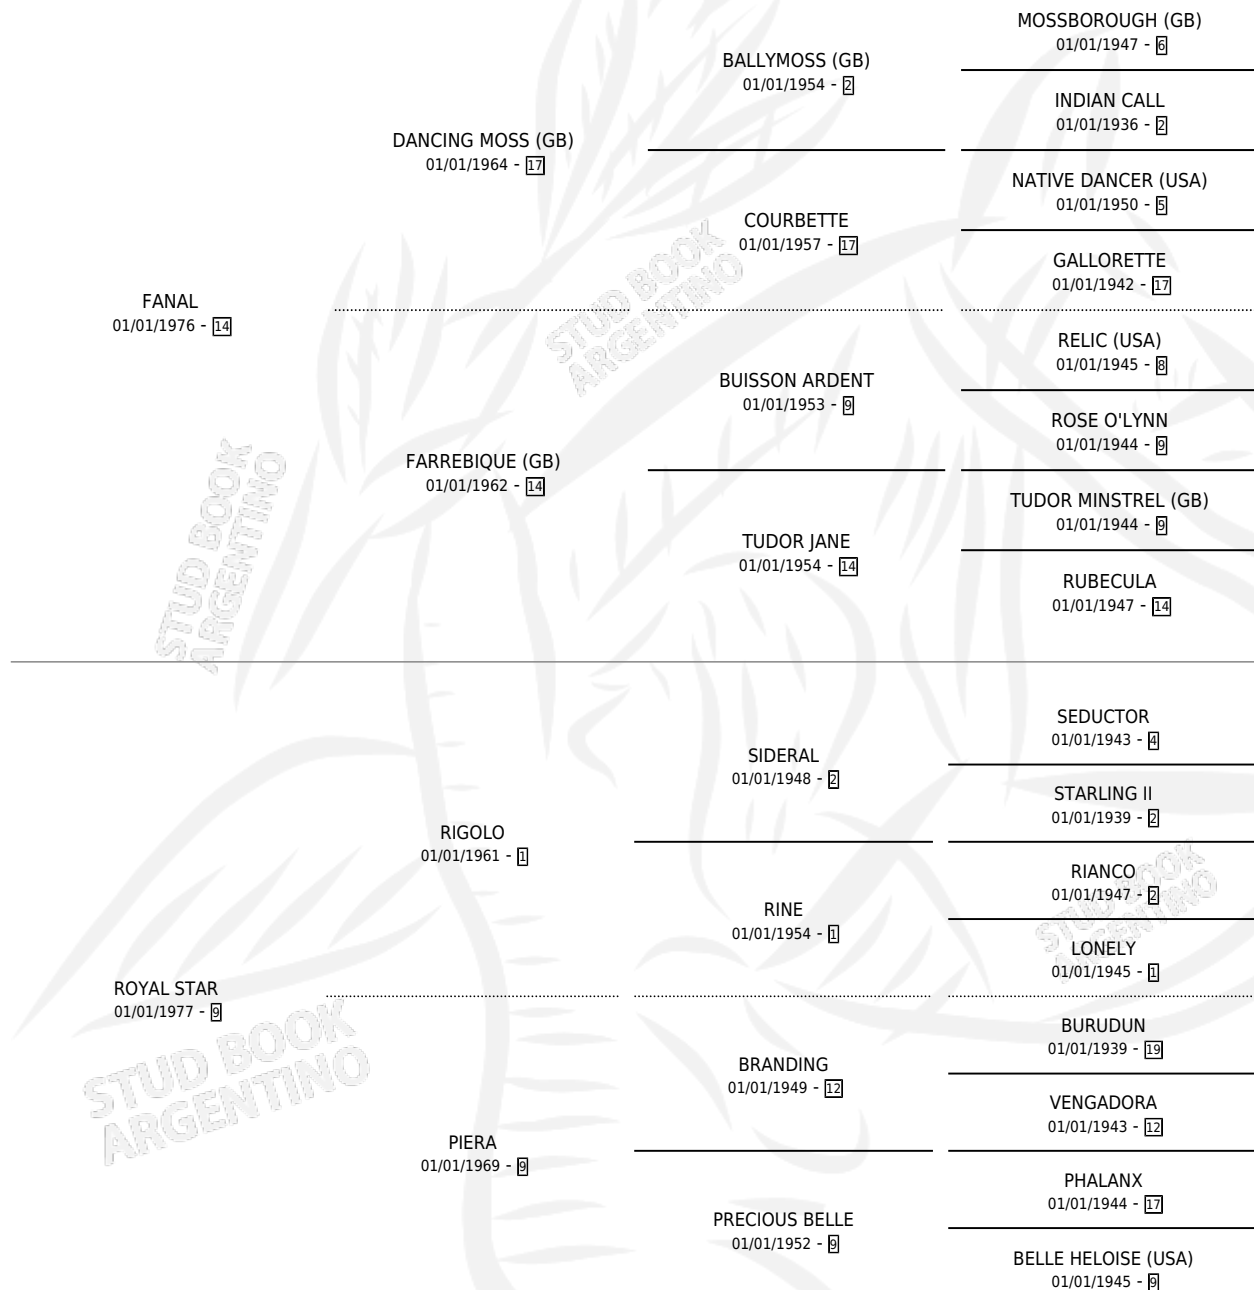 MOSSBOROUGH (GB)
01/01/1947 - 6
BALLYMOSS (GB)
01/01/1954 - 2
INDIAN CALL
01/01/1936 - 2
DANCING MOSS (GB)
01/01/1964 - 17
NATIVE DANCER (USA)
01/01/1950 - 5
COURBETTE
01/01/1957 - 17
GALLORETTE
01/01/1942 - 17
FANAL
01/01/1976 - 14
RELIC (USA)
01/01/1945 - 8
BUISSON ARDENT
01/01/1953 - 9
ROSE O'LYNN
01/01/1944 - 9
FARREBIQUE (GB)
01/01/1962 - 14
TUDOR MINSTREL (GB)
01/01/1944 - 9
TUDOR JANE
01/01/1954 - 14
RUBECULA
01/01/1947 - 14
SEDUCTOR
01/01/1943 - 4
SIDERAL
01/01/1948 - 2
STARLING II
01/01/1939 - 2
RIGOLO
01/01/1961 - 1
RIANCO
01/01/1947 - 2
RINE
01/01/1954 - 1
LONELY
01/01/1945 - 1
ROYAL STAR
01/01/1977 - 9
BURUDUN
01/01/1939 - 19
BRANDING
01/01/1949 - 12
VENGADORA
01/01/1943 - 12
PIERA
01/01/1969 - 9
PHALANX
01/01/1944 - 17
PRECIOUS BELLE
01/01/1952 - 9
BELLE HELOISE (USA)
01/01/1945 - 9
STUD BOOK
ARGENTINO
STUD BOOK
ARGENTINO
STUD BOOK
ARGENTINO
STUD BOOK
ARGENTINO